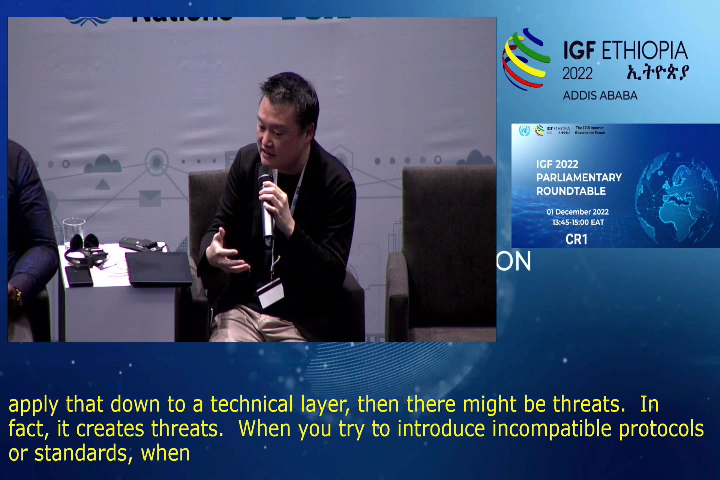 Nations
IGF ETHIOPIA
2022 ኢትዮጵያ
ADDIS ABABA
IGF 2022
PARLIAMENTARY
ROUNDTABLE
01 December 2022
13:45-15:00 EAT
CR1
ON
apply that down to a technical layer, then there might be threats.  In
fact, it creates threats.  When you try to introduce incompatible protocols
or standards, when